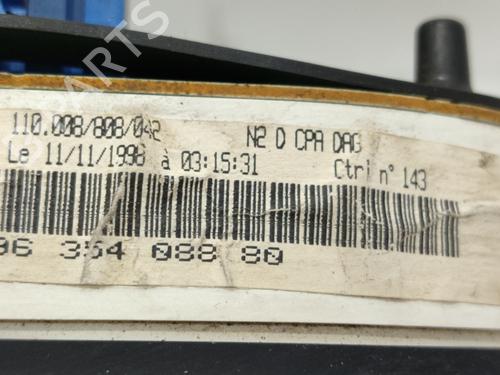 110.008/808/042 N2 D CPA DAG
Le 11/11/1998 à 03:15:31 Ctrl n° 143
96 354 088 80